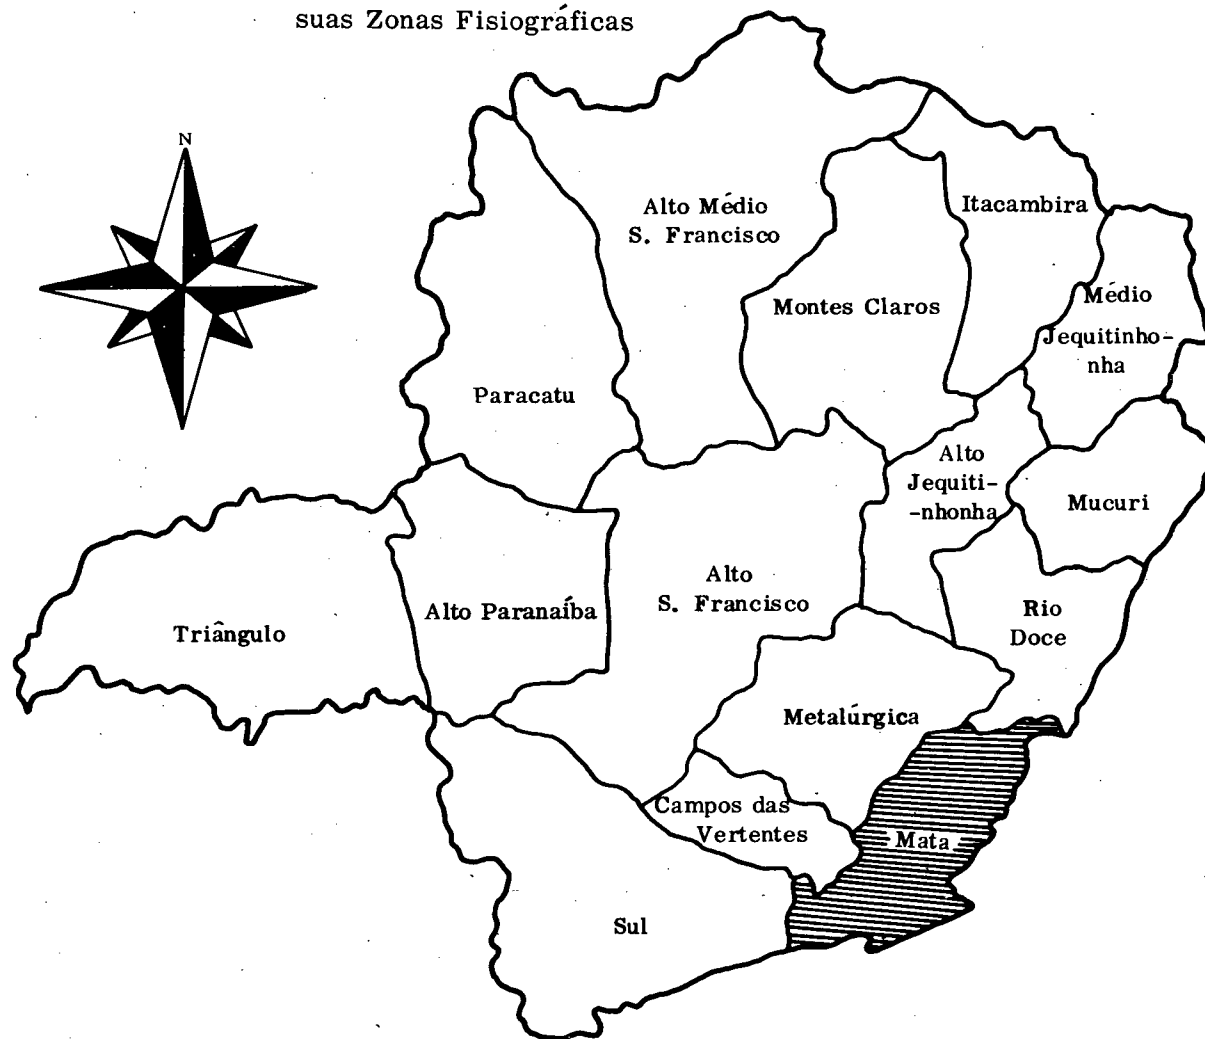 suas Zonas Fisiográficas
N
Alto Médio
S. Francisco
Itacambira
Montes Claros
Médio
Jequitinho-
nha
Paracatu
Alto
Jequiti-
-nhonha
Mucuri
Alto
S. Francisco
Alto Paranaíba
Triângulo
Rio
Doce
Metalúrgica
Campos das
Vertentes
Mata
Sul